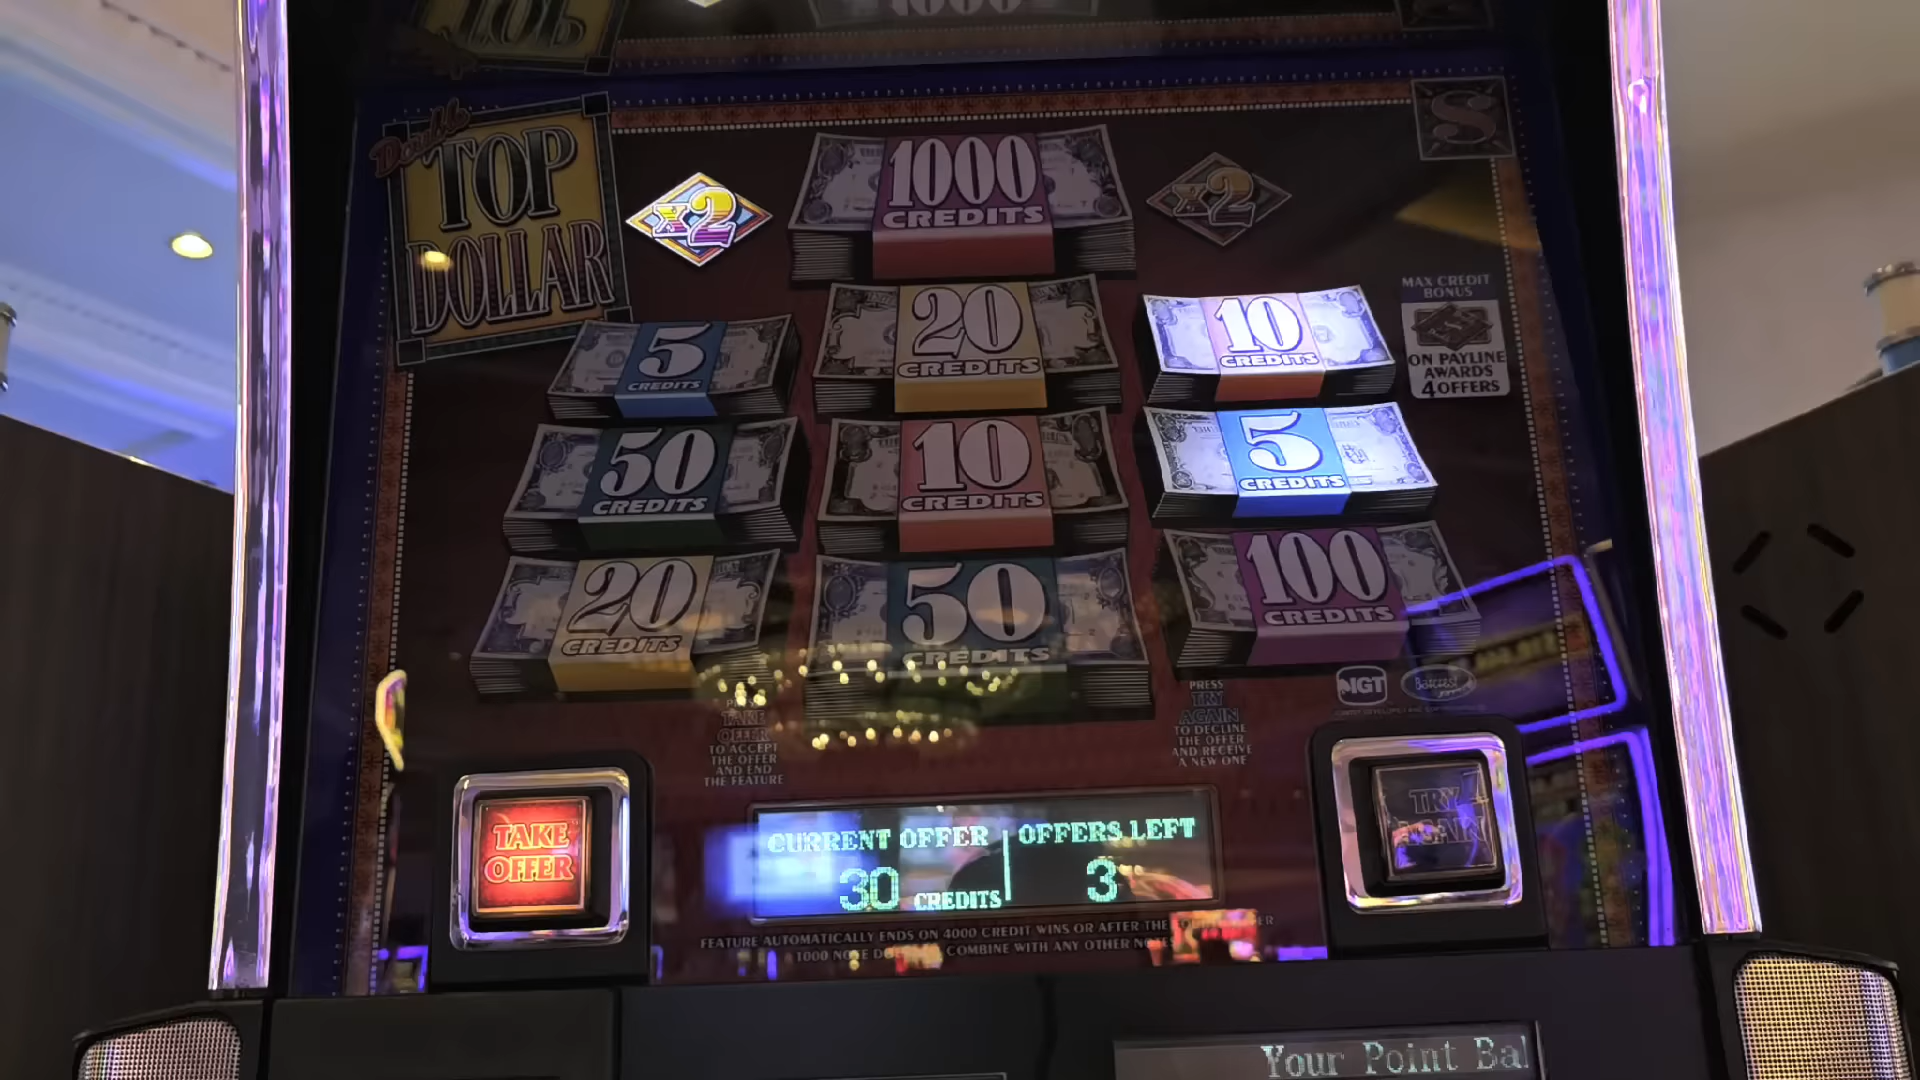 1000
Double
TOP
DOLLAR
$
x2
1000
CREDITS
x2
MAX CREDIT
BONUS
ON PAYLINE
AWARDS
4 OFFERS
5
CREDITS
20
CREDITS
10
CREDITS
50
CREDITS
10
CREDITS
5
CREDITS
20
CREDITS
50
CREDITS
100
CREDITS
IGT
Barcrest
TAKE
OFFER
TO ACCEPT
THE OFFER
AND END
THE FEATURE
PRESS
TRY
AGAIN
TO DECLINE
THE OFFER
AND RECEIVE
A NEW ONE
TAKE
OFFER
CURRENT OFFER
30 CREDITS
OFFERS LEFT
3
TRY
AGAIN
FEATURE AUTOMATICALLY ENDS ON 4000 CREDIT WINS OR AFTER THE
1000 NOTE COMBINE WITH ANY OTHER
Your Point Bal